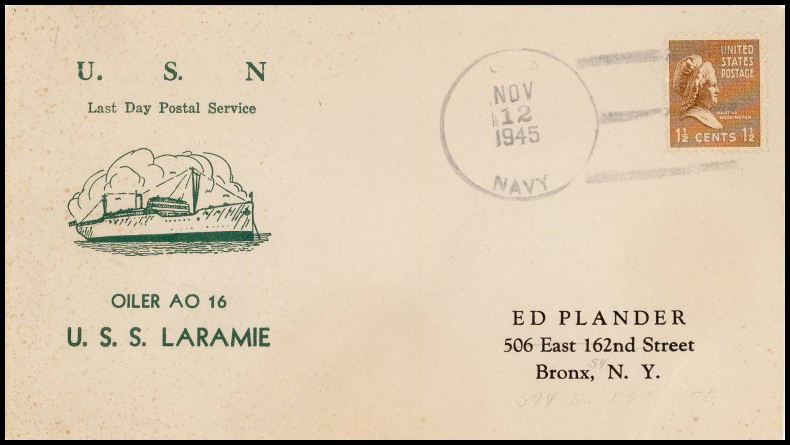 U. S. N
Last Day Postal Service
OILER AO 16
U. S. S. LARAMIE
NOV
12
1945
NAVY
UNITED
STATES
POSTAGE
MARTHA
WASHINGTON
1½ CENTS 1½
ED PLANDER
506 East 162nd Street
Bronx, N. Y.